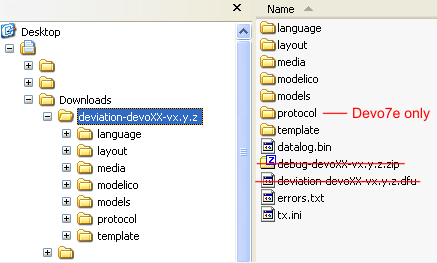 Desktop
Downloads
deviation-devoXX-vx.y.z
language
layout
media
modelico
models
protocol
template
Name
language
layout
media
modelico
models
protocol Devo7e only
template
datalog.bin
debug-devoXX-vx.y.z.zip
deviation-devoXX-vx.y.z.dfu
errors.txt
tx.ini